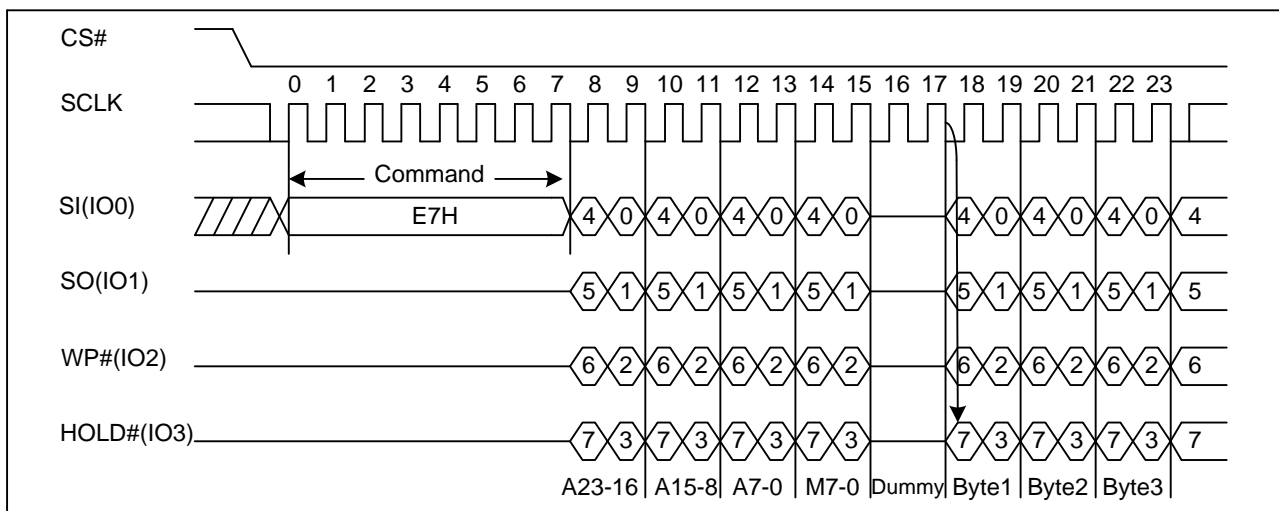 CS#
0 1 2 3 4 5 6 7 8 9 10 11 12 13 14 15 16 17 18 19 20 21 22 23
SCLK
Command
SI(IO0) E7H 4 0 4 0 4 0 4 0 4 0 4 0 4 0 4
SO(IO1) 5 1 5 1 5 1 5 1 5 1 5 1 5 1 5
WP#(IO2) 6 2 6 2 6 2 6 2 6 2 6 2 6 2 6
HOLD#(IO3) 7 3 7 3 7 3 7 3 7 3 7 3 7 3 7
A23-16 A15-8 A7-0 M7-0 Dummy Byte1 Byte2 Byte3